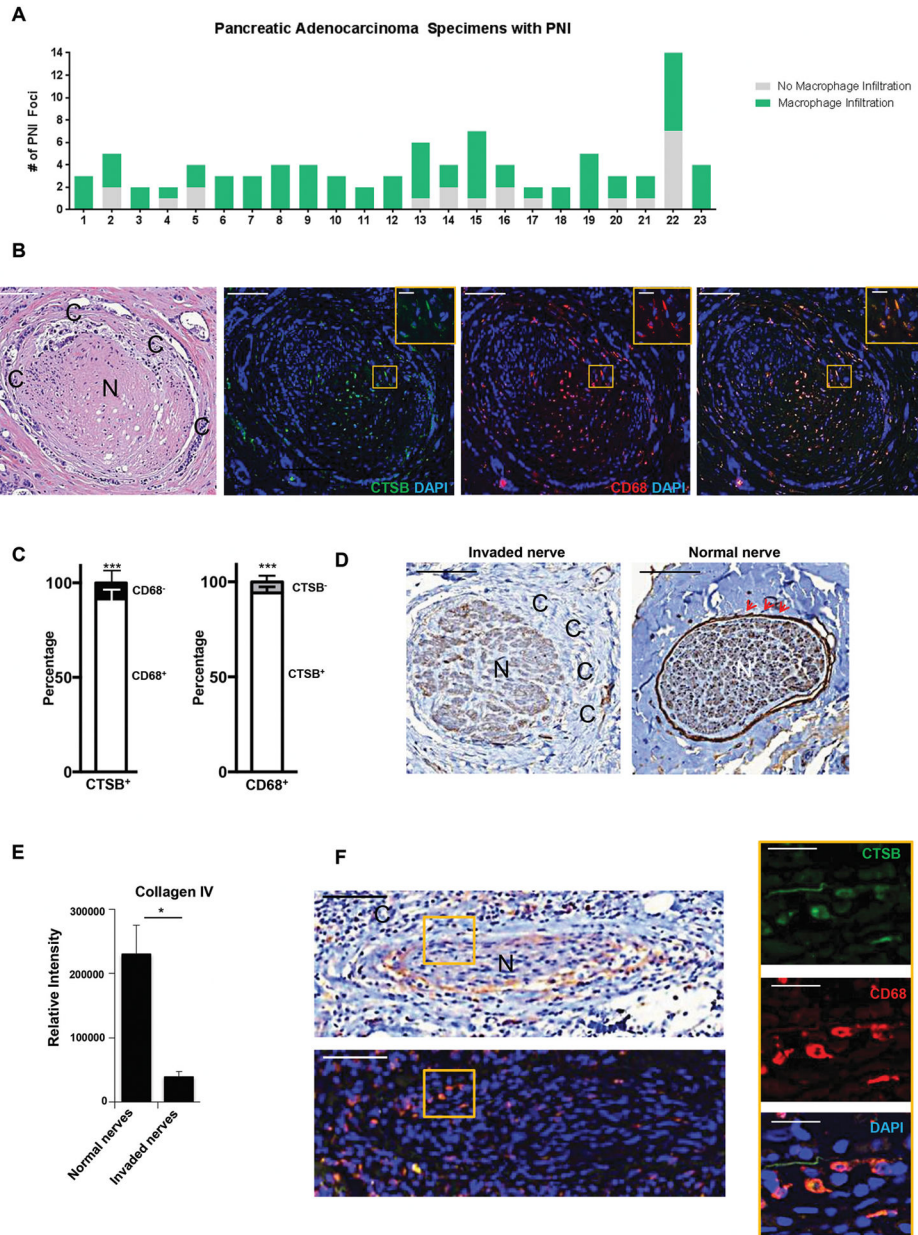 A
Pancreatic Adenocarcinoma Specimens with PNI
# of PNI Foci
14
12
10
8
6
4
2
0
1 2 3 4 5 6 7 8 9 10 11 12 13 14 15 16 17 18 19 20 21 22 23
No Macrophage Infiltration
Macrophage Infiltration
B
C
C
C
N
C
CTSB DAPI
CD68 DAPI
C
Percentage
100
50
0
***
CD68-
CD68+
CTSB+
Percentage
100
50
0
***
CTSB-
CTSB+
CD68+
D
Invaded nerve
Normal nerve
C
C
N
C
C
N
E
Collagen IV
Relative Intensity
300000
200000
100000
0
*
Normal nerves
Invaded nerves
F
C
N
CTSB
CD68
DAPI